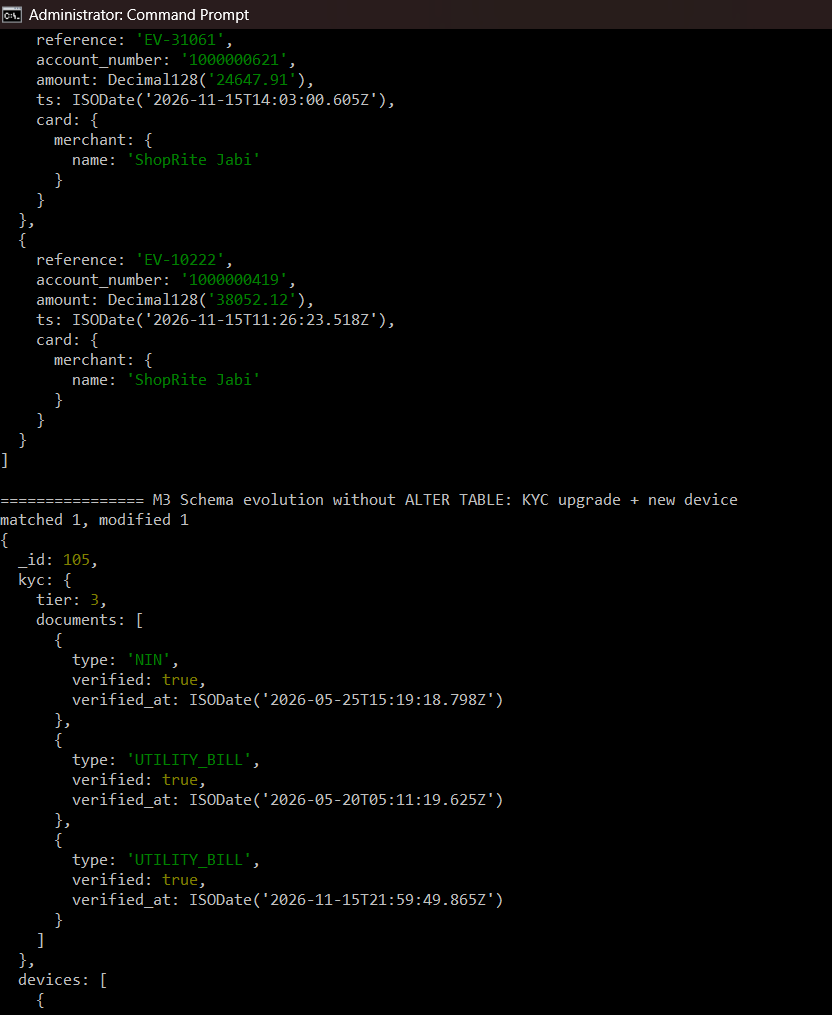 Administrator: Command Prompt
    reference: 'EV-31061',
    account_number: '1000000621',
    amount: Decimal128('24647.91'),
    ts: ISODate('2026-11-15T14:03:00.605Z'),
    card: {
      merchant: {
        name: 'ShopRite Jabi'
      }
    }
  },
  {
    reference: 'EV-10222',
    account_number: '1000000419',
    amount: Decimal128('38052.12'),
    ts: ISODate('2026-11-15T11:26:23.518Z'),
    card: {
      merchant: {
        name: 'ShopRite Jabi'
      }
    }
  }
]

================ M3 Schema evolution without ALTER TABLE: KYC upgrade + new device
matched 1, modified 1
{
  _id: 105,
  kyc: {
    tier: 3,
    documents: [
      {
        type: 'NIN',
        verified: true,
        verified_at: ISODate('2026-05-25T15:19:18.798Z')
      },
      {
        type: 'UTILITY_BILL',
        verified: true,
        verified_at: ISODate('2026-05-20T05:11:19.625Z')
      },
      {
        type: 'UTILITY_BILL',
        verified: true,
        verified_at: ISODate('2026-11-15T21:59:49.865Z')
      }
    ]
  },
  devices: [
    {